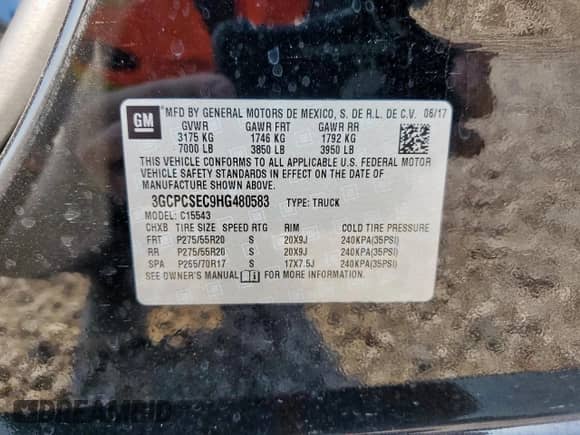 GM
*MFD BY GENERAL MOTORS DE MEXICO, S. DE R.L. DE C.V. 06/17
GVWR GAWR FRT GAWR RR
3175 KG 1746 KG 1792 KG
7000 LB 3850 LB 3950 LB
THIS VEHICLE CONFORMS TO ALL APPLICABLE U.S. FEDERAL MOTOR
VEHICLE SAFETY STANDARDS IN EFFECT ON THE DATE OF
MANUFACTURE SHOWN ABOVE.
3GCPCSEC9HG480583 TYPE: TRUCK
MODEL: C15543
CHXB TIRE SIZE SPEED RTG RIM COLD TIRE PRESSURE
FRT P275/55R20 S 20X9J 240KPA(35PSI)
RR P275/55R20 S 20X9J 240KPA(35PSI)
SPA P265/70R17 S 17X7.5J 240KPA(35PSI)
SEE OWNER'S MANUAL FOR MORE INFORMATION
DREAMBID